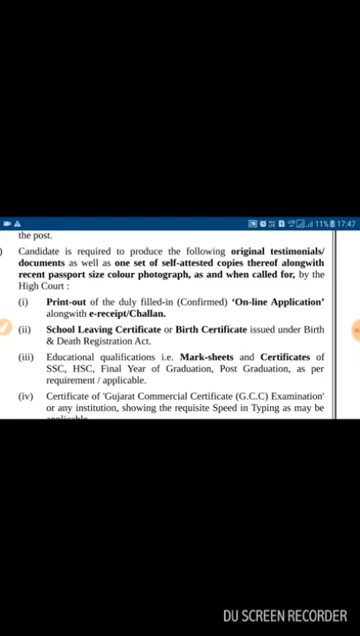 11% 17:47
the post.
) Candidate is required to produce the following original testimonials/
documents as well as one set of self-attested copies thereof alongwith
recent passport size colour photograph, as and when called for, by the
High Court :
(i) Print-out of the duly filled-in (Confirmed) ‘On-line Application’
alongwith e-receipt/Challan.
(ii) School Leaving Certificate or Birth Certificate issued under Birth
& Death Registration Act.
(iii) Educational qualifications i.e. Mark-sheets and Certificates of
SSC, HSC, Final Year of Graduation, Post Graduation, as per
requirement / applicable.
(iv) Certificate of 'Gujarat Commercial Certificate (G.C.C) Examination'
or any institution, showing the requisite Speed in Typing as may be
applicable
DU SCREEN RECORDER